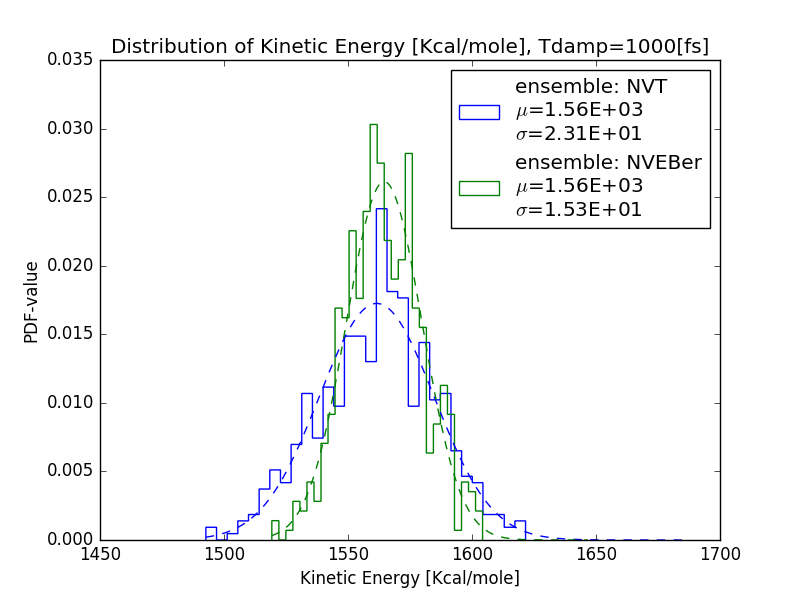 Distribution of Kinetic Energy [Kcal/mole], Tdamp=1000[fs]
0.035
0.030
0.025
0.020
0.015
0.010
0.005
0.000
PDF-value
ensemble: NVT
μ=1.56E+03
σ=2.31E+01
ensemble: NVEBer
μ=1.56E+03
σ=1.53E+01
1450 1500 1550 1600 1650 1700
Kinetic Energy [Kcal/mole]